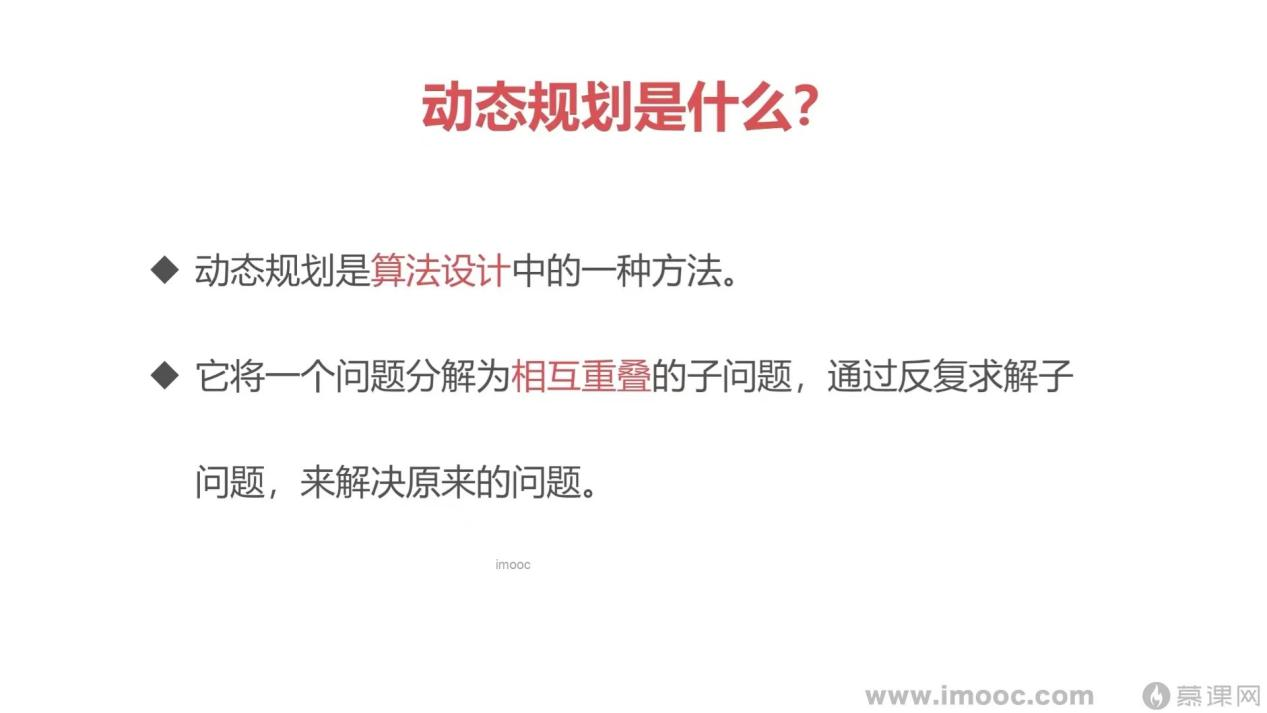 动态规划是什么？
◆ 动态规划是算法设计中的一种方法。
◆ 它将一个问题分解为相互重叠的子问题，通过反复求解子
问题，来解决原来的问题。
imooc
www.imooc.com 慕课网